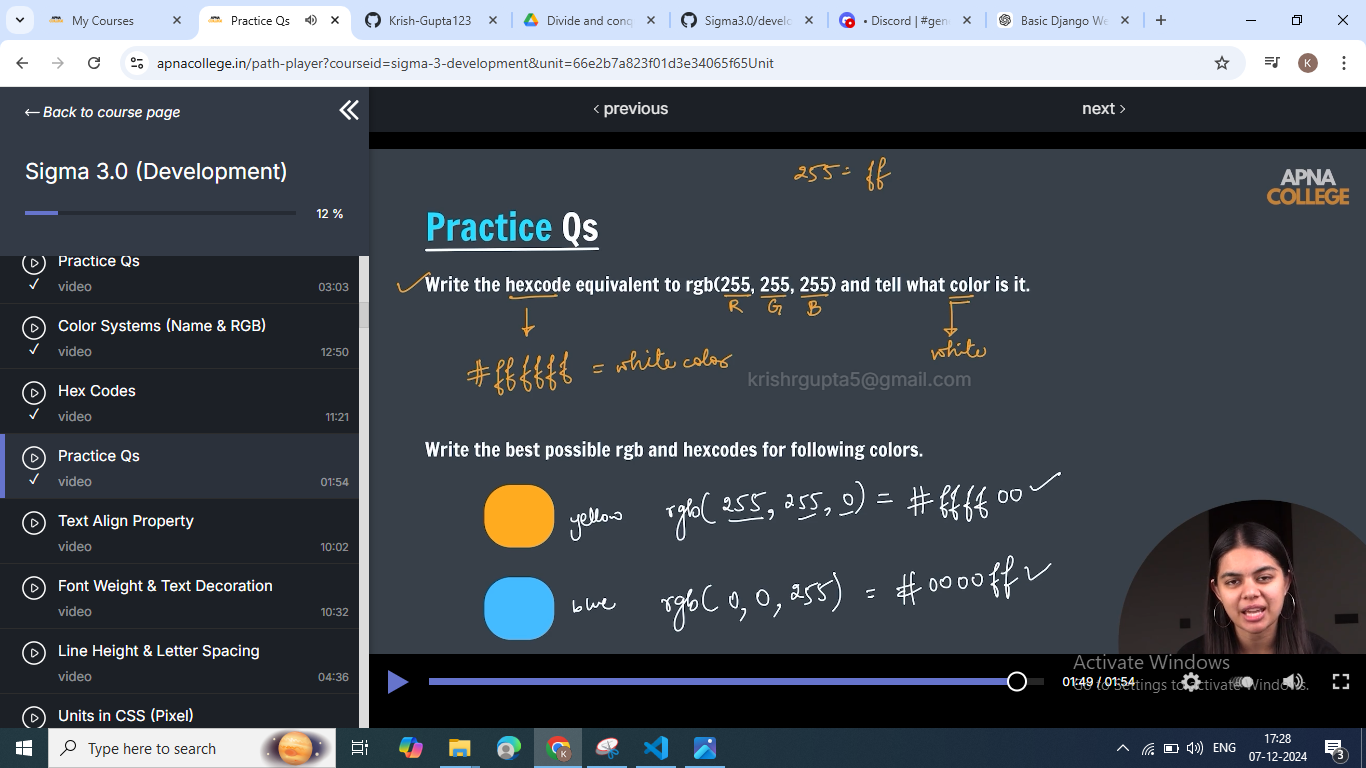 My Courses
Practice Qs
Krish-Gupta123
Divide and conq
Sigma3.0/develo
• Discord | #gen
Basic Django We
apnacollege.in/path-player?courseid=sigma-3-development&unit=66e2b7a823f01d3e34065f65Unit
K
← Back to course page
Sigma 3.0 (Development)
12 %
Practice Qs
video 03:03
Color Systems (Name & RGB)
video 12:50
Hex Codes
video 11:21
Practice Qs
video 01:54
Text Align Property
video 10:02
Font Weight & Text Decoration
video 10:32
Line Height & Letter Spacing
video 04:36
Units in CSS (Pixel)
‹ previous
next ›
255 = ff
APNA
COLLEGE
Practice Qs
Write the hexcode equivalent to rgb(255, 255, 255) and tell what color is it.
R G B
#ffffff = white color
white
krishrgupta5@gmail.com
Write the best possible rgb and hexcodes for following colors.
yellow rgb(255, 255, 0) = #ffff00
blue rgb(0, 0, 255) = #0000ff
Activate Windows
Go to Settings to activate Windows.
01:49 / 01:54
Type here to search
K
ENG
17:28
07-12-2024
3